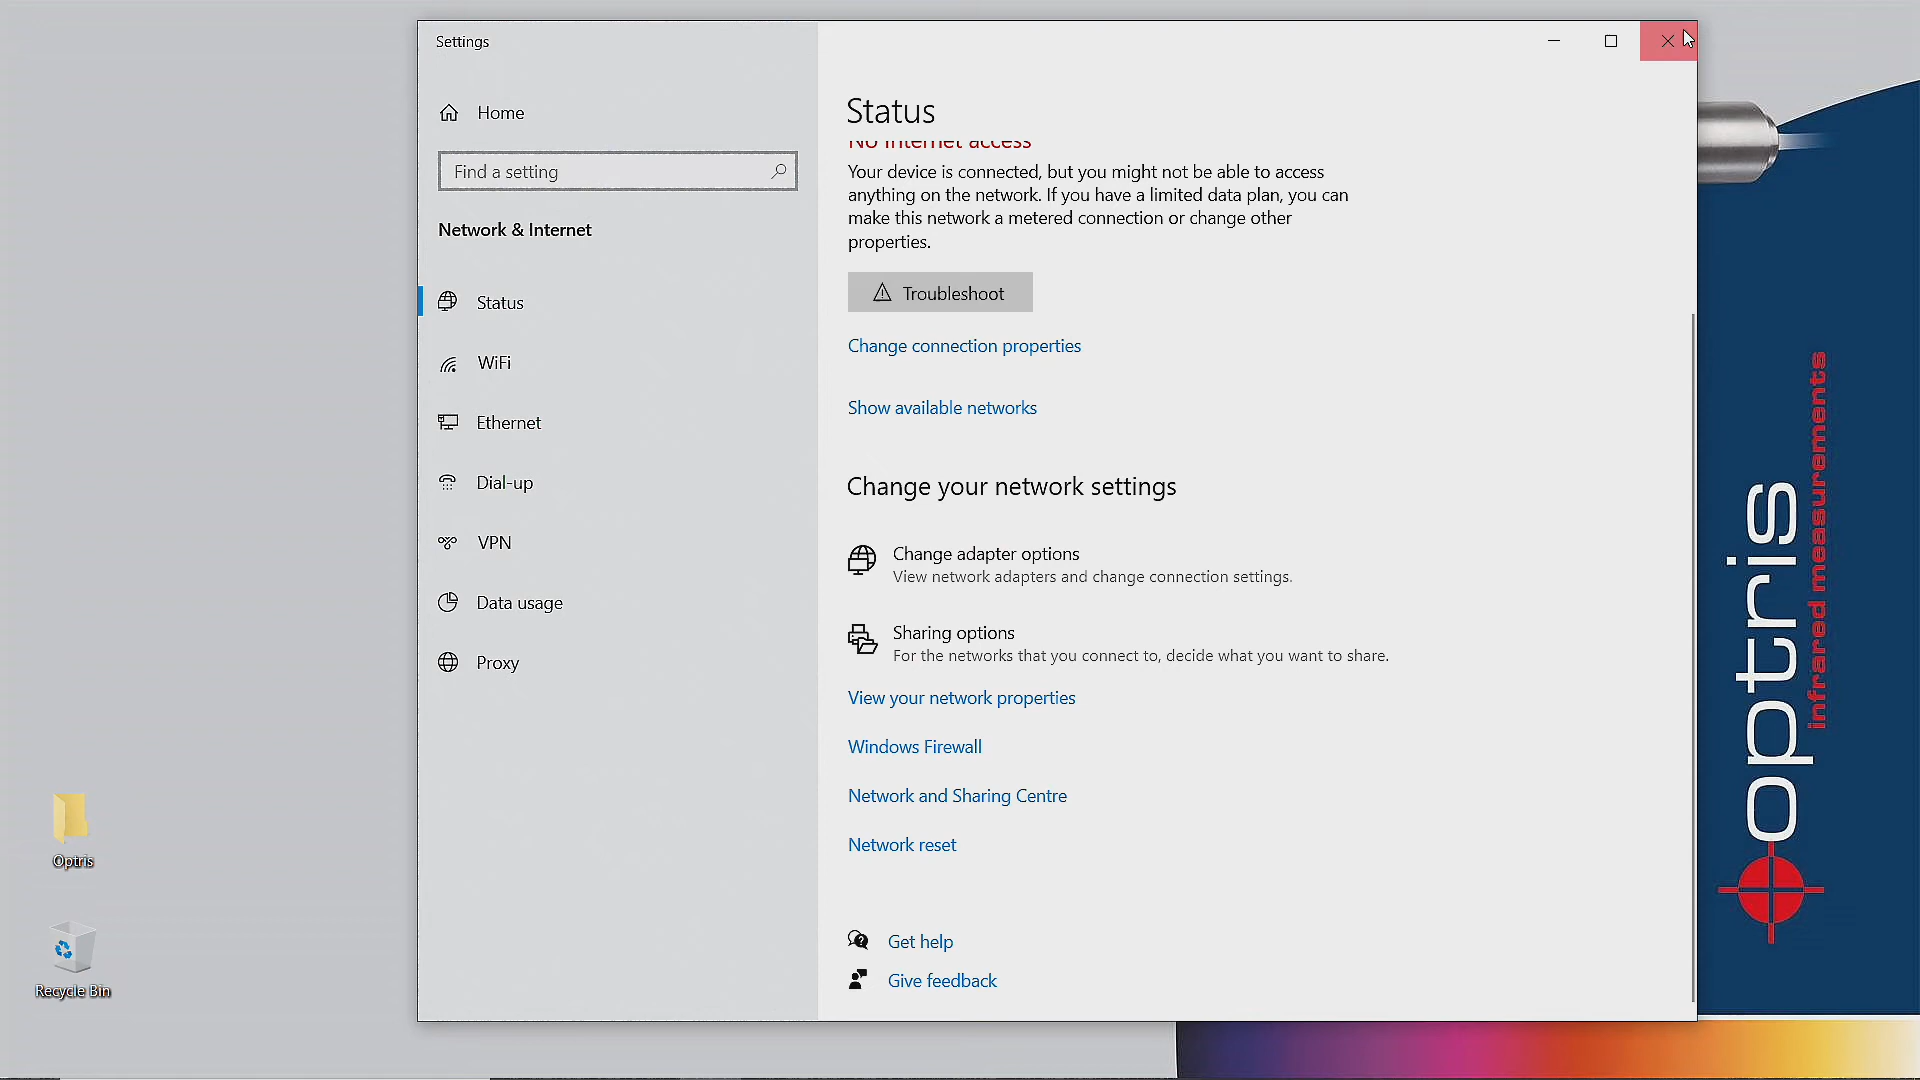 Settings
Home
Find a setting
Network & Internet
Status
WiFi
Ethernet
Dial-up
VPN
Data usage
Proxy
Status
No Internet access
Your device is connected, but you might not be able to access
anything on the network. If you have a limited data plan, you can
make this network a metered connection or change other
properties.
Troubleshoot
Change connection properties
Show available networks
Change your network settings
Change adapter options
View network adapters and change connection settings.
Sharing options
For the networks that you connect to, decide what you want to share.
View your network properties
Windows Firewall
Network and Sharing Centre
Network reset
Get help
Give feedback
Optris
Recycle Bin
optris
infrared measurements